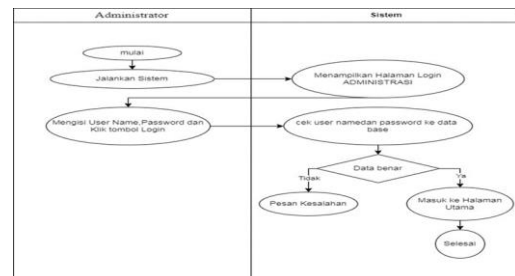 Administrator
Sistem
mulai
Jalankan Sistem
Menampilkan Halaman Login
ADMINISTRASI
Mengisi User Name,Password dan
Klik tombol Login
cek user namedan password ke data
base
Data benar
Tidak
Ya
Pesan Kesalahan
Masuk ke Halaman
Utama
Selesai